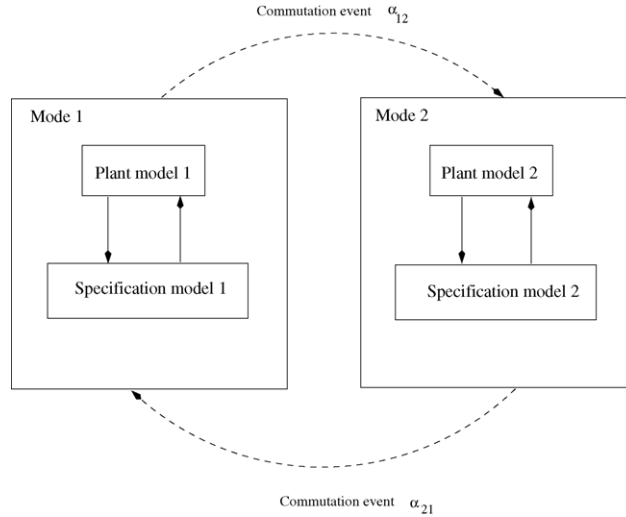 Commutation event α12
Mode 1
Plant model 1
Specification model 1
Mode 2
Plant model 2
Specification model 2
Commutation event α21